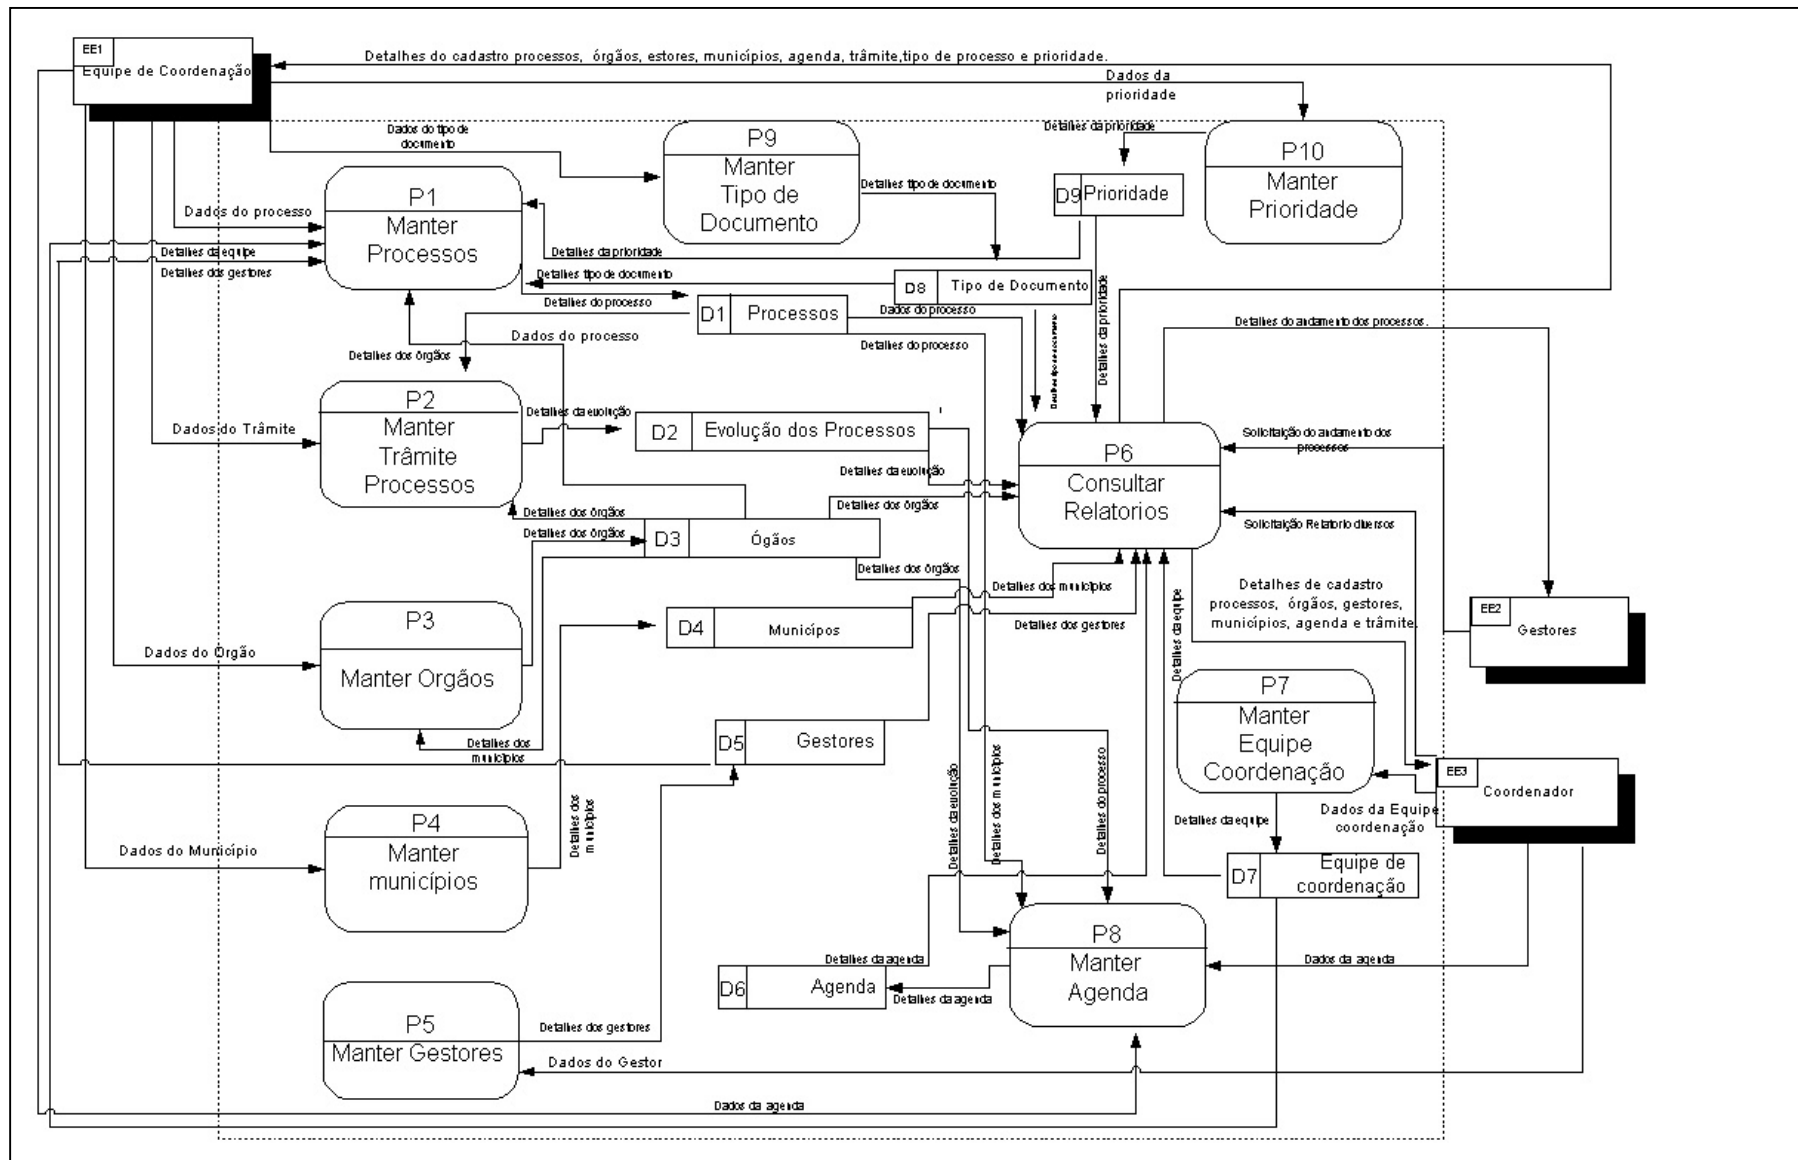 EE1
Equipe de Coordenação
Detalhes do cadastro processos, órgãos, estores, municípios, agenda, trâmite,tipo de processo e prioridade.
Dados da
prioridade
Dados do tipo de
documento
P9
Manter
Tipo de
Documento
Detalhes da prioridade
P10
Manter
Prioridade
D9
Prioridade
Detalhes tipo de documento
P1
Manter
Processos
Dados do processo
Detalhes da equipe
Detalhes dos gestores
Detalhes da prioridade
Detalhes tipo de documento
D8
Tipo de Documento
Detalhes do processo
D1
Processos
Dados do processo
Detalhes do processo
Dados do processo
Detalhes dos órgãos
Detalhes tipo de documento
Detalhes da prioridade
Detalhes do andamento dos processos.
P2
Manter
Trâmite
Processos
Dados do Trâmite
Detalhes da evolução
D2
Evolução dos Processos
Detalhes da evolução
P6
Consultar
Relatorios
Solicitaição do andamento dos
processos
Solicitaição Relatorio diversos
Detalhes dos órgãos
Detalhes dos órgãos
Detalhes dos órgãos
D3
Ógãos
Detalhes dos órgãos
Detalhes dos municípios
Detalhes de cadastro
processos, órgãos, gestores,
municípios, agenda e trâmite.
EE2
Gestores
P3
Manter Orgãos
Dados do Orgão
D4
Municípos
Detalhes dos gestores
Detalhes da equipe
P7
Manter
Equipe
Coordenação
Detalhes dos
municípios
D5
Gestores
EE3
Coordenador
Dados da Equipe
coordenação
Detalhes da equipe
D7
Equipe de
coordenação
P4
Manter
municípios
Dados do Município
Detalhes dos
municípios
Detalhes da evolução
Detalhes dos municípios
Detalhes do processo
P8
Manter
Agenda
Dados da agenda
Detalhes da agenda
D6
Agenda
Detalhes da agenda
P5
Manter Gestores
Detalhes dos gestores
Dados do Gestor
Dados da agenda